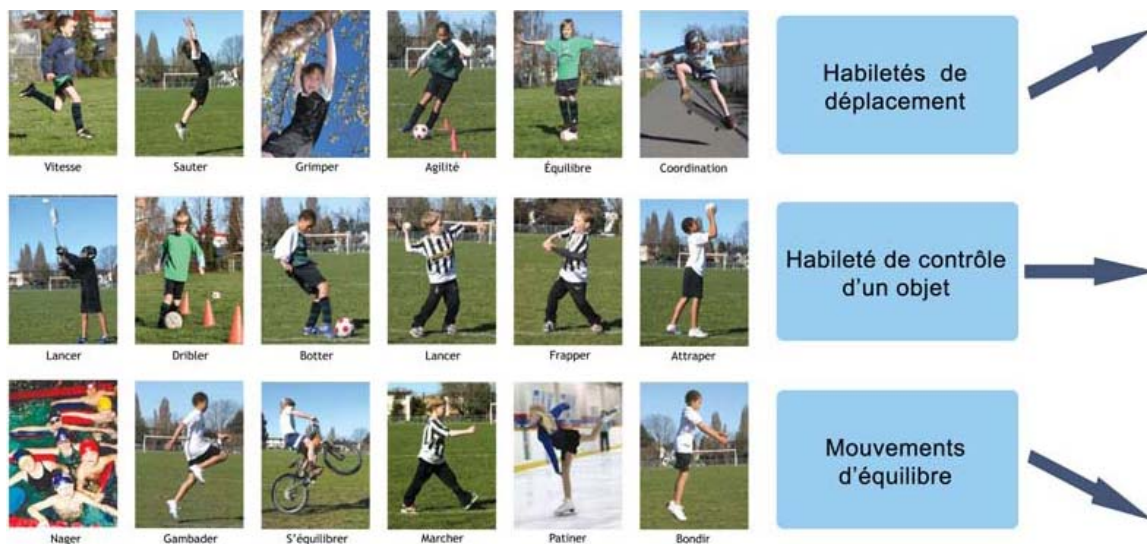 Vitesse
Sauter
Grimper
Agilité
Équilibre
Coordination
Habiletés de
déplacement
Lancer
Dribler
Botter
Lancer
Frapper
Attraper
Habileté de contrôle
d'un objet
Nager
Gambader
S'équilibrer
Marcher
Patiner
Bondir
Mouvements
d'équilibre